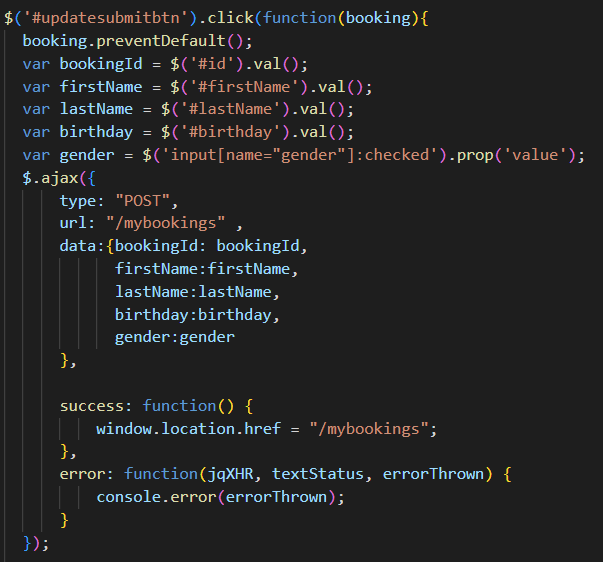 $('#updatesubmitbtn').click(function(booking){
booking.preventDefault();
var bookingId = $('#id').val();
var firstName = $('#firstName').val();
var lastName = $('#lastName').val();
var birthday = $('#birthday').val();
var gender = $('input[name="gender"]:checked').prop('value');
$.ajax({
type: "POST",
url: "/mybookings" ,
data:{bookingId: bookingId,
firstName:firstName,
lastName:lastName,
birthday:birthday,
gender:gender
},
success: function() {
window.location.href = "/mybookings";
},
error: function(jqXHR, textStatus, errorThrown) {
console.error(errorThrown);
}
});